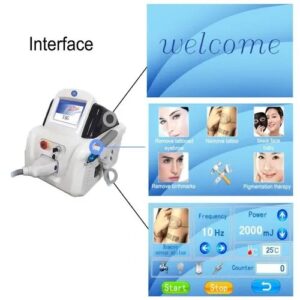 Interface
welcome
Remove tattooed
eyebrow
Remove tattoo
Black face
baby
Remove birthmarks
Pigmentation therapy
Frequency
Power
10 Hz
2000 mJ
25℃
Counter
0
Start
Stop